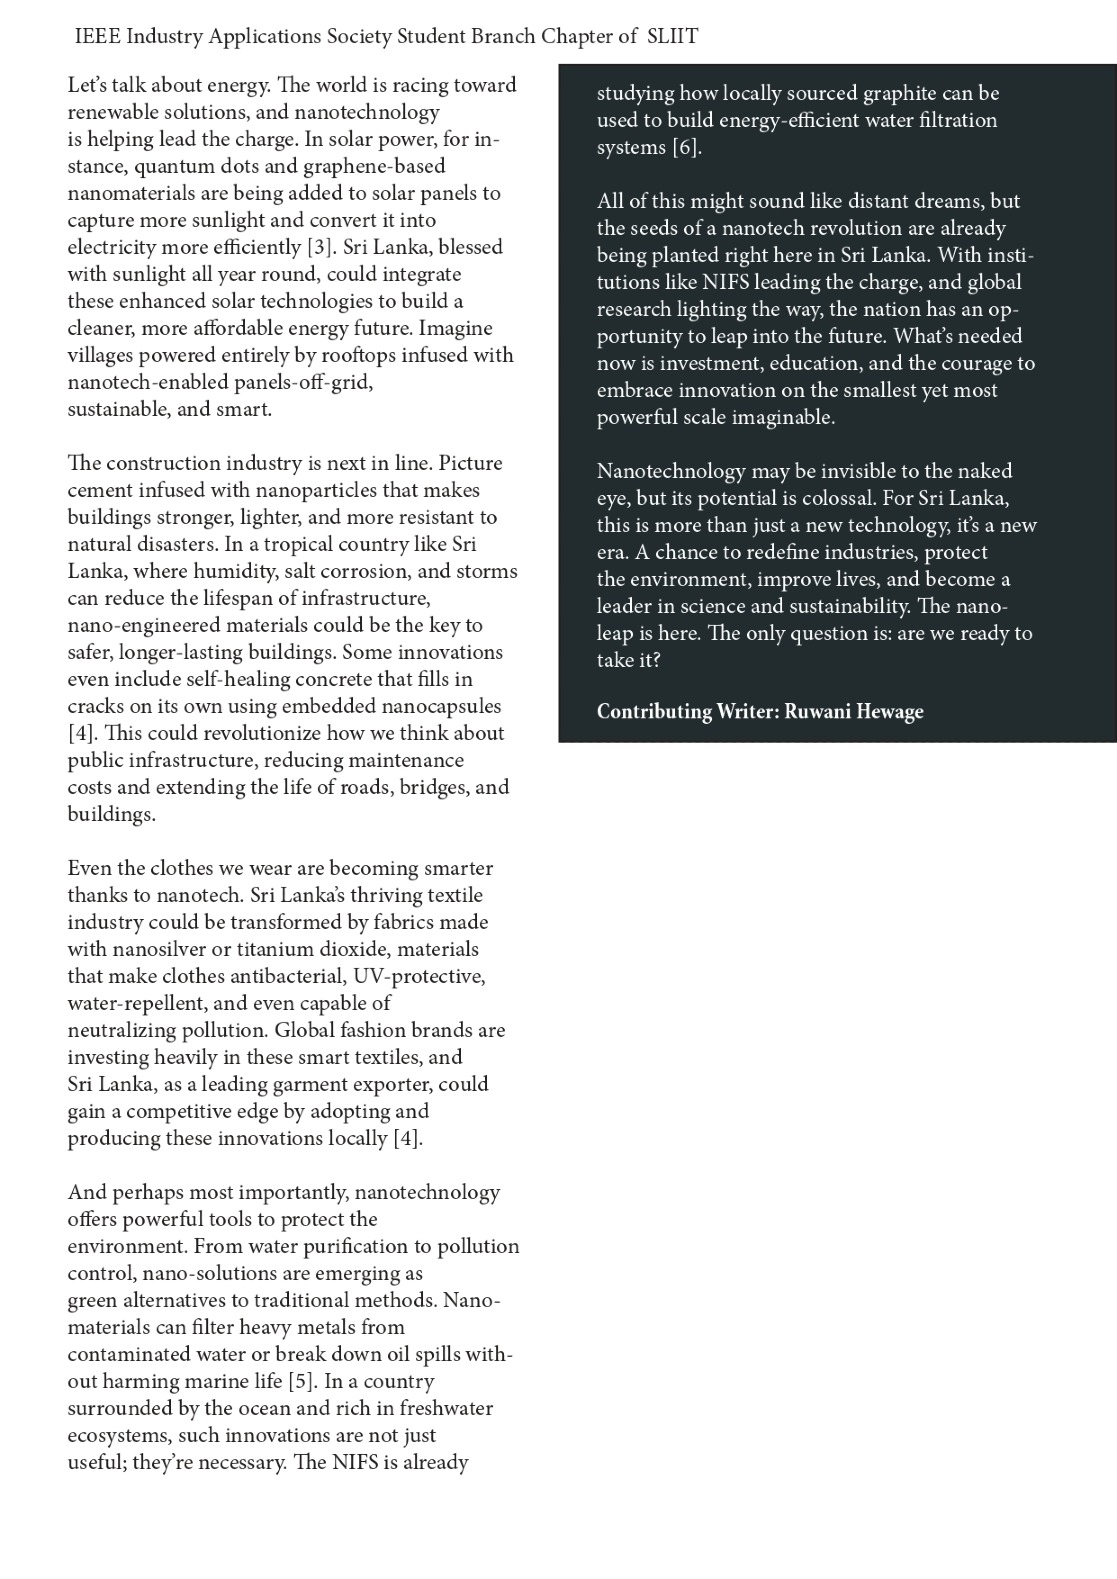 IEEE Industry Applications Society Student Branch Chapter of  SLIIT
Let’s talk about energy. The world is racing toward
renewable solutions, and nanotechnology
is helping lead the charge. In solar power, for in-
stance, quantum dots and graphene-based
nanomaterials are being added to solar panels to
capture more sunlight and convert it into
electricity more efficiently [3]. Sri Lanka, blessed
with sunlight all year round, could integrate
these enhanced solar technologies to build a
cleaner, more affordable energy future. Imagine
villages powered entirely by rooftops infused with
nanotech-enabled panels-off-grid,
sustainable, and smart.
The construction industry is next in line. Picture
cement infused with nanoparticles that makes
buildings stronger, lighter, and more resistant to
natural disasters. In a tropical country like Sri
Lanka, where humidity, salt corrosion, and storms
can reduce the lifespan of infrastructure,
nano-engineered materials could be the key to
safer, longer-lasting buildings. Some innovations
even include self-healing concrete that fills in
cracks on its own using embedded nanocapsules
[4]. This could revolutionize how we think about
public infrastructure, reducing maintenance
costs and extending the life of roads, bridges, and
buildings.
Even the clothes we wear are becoming smarter
thanks to nanotech. Sri Lanka’s thriving textile
industry could be transformed by fabrics made
with nanosilver or titanium dioxide, materials
that make clothes antibacterial, UV-protective,
water-repellent, and even capable of
neutralizing pollution. Global fashion brands are
investing heavily in these smart textiles, and
Sri Lanka, as a leading garment exporter, could
gain a competitive edge by adopting and
producing these innovations locally [4].
And perhaps most importantly, nanotechnology
offers powerful tools to protect the
environment. From water purification to pollution
control, nano-solutions are emerging as
green alternatives to traditional methods. Nano-
materials can filter heavy metals from
contaminated water or break down oil spills with-
out harming marine life [5]. In a country
surrounded by the ocean and rich in freshwater
ecosystems, such innovations are not just
useful; they’re necessary. The NIFS is already
studying how locally sourced graphite can be
used to build energy-efficient water filtration
systems [6].
All of this might sound like distant dreams, but
the seeds of a nanotech revolution are already
being planted right here in Sri Lanka. With insti-
tutions like NIFS leading the charge, and global
research lighting the way, the nation has an op-
portunity to leap into the future. What’s needed
now is investment, education, and the courage to
embrace innovation on the smallest yet most
powerful scale imaginable.
Nanotechnology may be invisible to the naked
eye, but its potential is colossal. For Sri Lanka,
this is more than just a new technology, it’s a new
era. A chance to redefine industries, protect
the environment, improve lives, and become a
leader in science and sustainability. The nano-
leap is here. The only question is: are we ready to
take it?
Contributing Writer: Ruwani Hewage